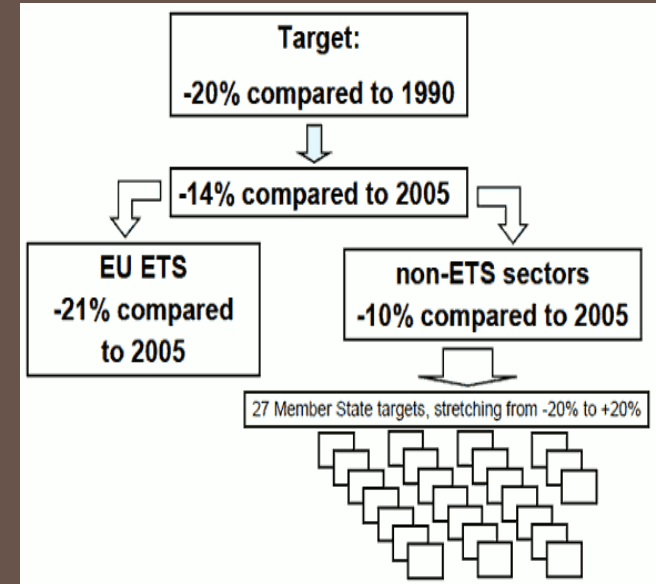 Target:
-20% compared to 1990
-14% compared to 2005
EU ETS
-21% compared
to 2005
non-ETS sectors
-10% compared to 2005
27 Member State targets, stretching from -20% to +20%